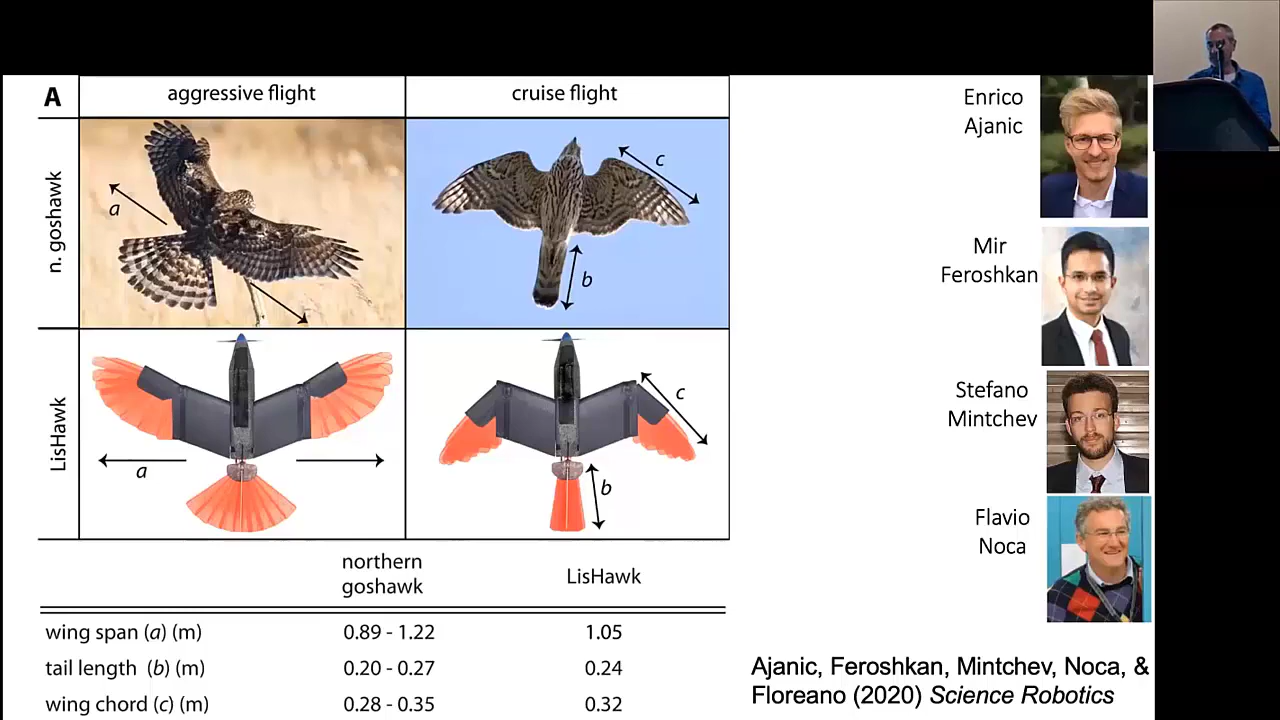 A
aggressive flight
cruise flight
n. goshawk
a
c
b
LisHawk
a
c
b
northern
goshawk
LisHawk
wing span (a) (m) 0.89 - 1.22 1.05
tail length (b) (m) 0.20 - 0.27 0.24
wing chord (c) (m) 0.28 - 0.35 0.32
Enrico
Ajanic
Mir
Feroshkan
Stefano
Mintchev
Flavio
Noca
Ajanic, Feroshkan, Mintchev, Noca, &
Floreano (2020) Science Robotics